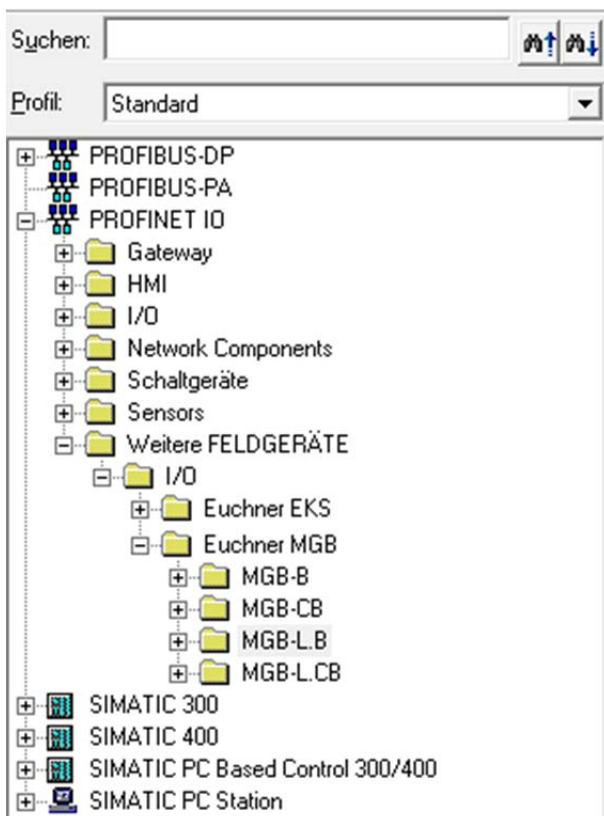 Suchen:
Profil: Standard
PROFIBUS-DP
PROFIBUS-PA
PROFINET IO
Gateway
HMI
I/O
Network Components
Schaltgeräte
Sensors
Weitere FELDGERÄTE
I/O
Euchner EKS
Euchner MGB
MGB-B
MGB-CB
MGB-L.B
MGB-L.CB
SIMATIC 300
SIMATIC 400
SIMATIC PC Based Control 300/400
SIMATIC PC Station